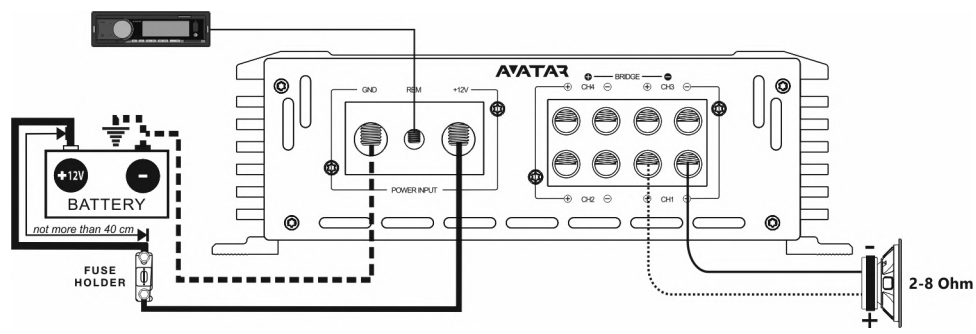 AVATAR
+ BRIDGE -
+ CH4 - + CH3 -
GND REM +12V
POWER INPUT
+ CH2 - + CH1 -
+12V -
BATTERY
not more than 40 cm
FUSE
HOLDER
-
2-8 Ohm
+